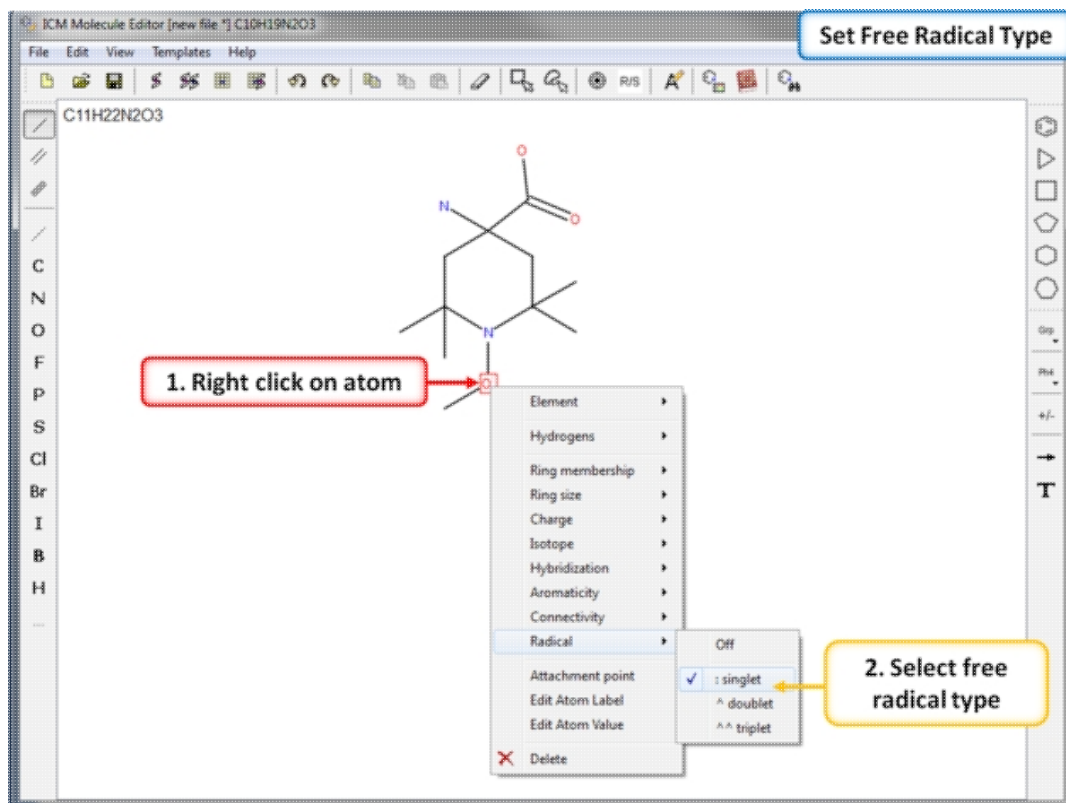 ICM Molecule Editor [new file *] C10H19N2O3
Set Free Radical Type
File Edit View Templates Help
R/S A
C11H22N2O3
O
N
O
N
O
C
N
O
F
P
S
Cl
Br
I
B
H
...
Grp
+/-
T
1. Right click on atom
Element
Hydrogens
Ring membership
Ring size
Charge
Isotope
Hybridization
Aromaticity
Connectivity
Radical
Attachment point
Edit Atom Label
Edit Atom Value
Delete
Off
: singlet
^ doublet
^^ triplet
2. Select free
radical type